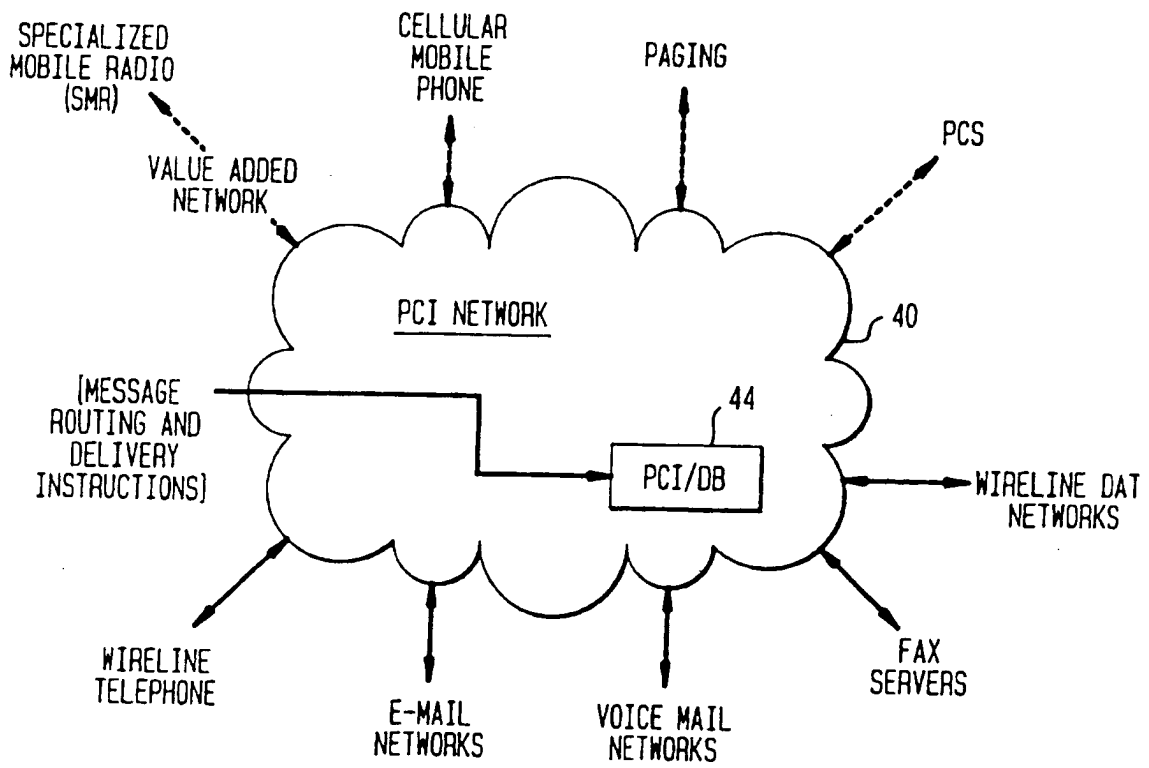 SPECIALIZED
MOBILE RADIO
(SMR)
CELLULAR
MOBILE
PHONE
PAGING
PCS
VALUE ADDED
NETWORK
PCI NETWORK
40
[MESSAGE
ROUTING AND
DELIVERY
INSTRUCTIONS]
44
PCI/DB
WIRELINE DAT
NETWORKS
WIRELINE
TELEPHONE
E-MAIL
NETWORKS
VOICE MAIL
NETWORKS
FAX
SERVERS